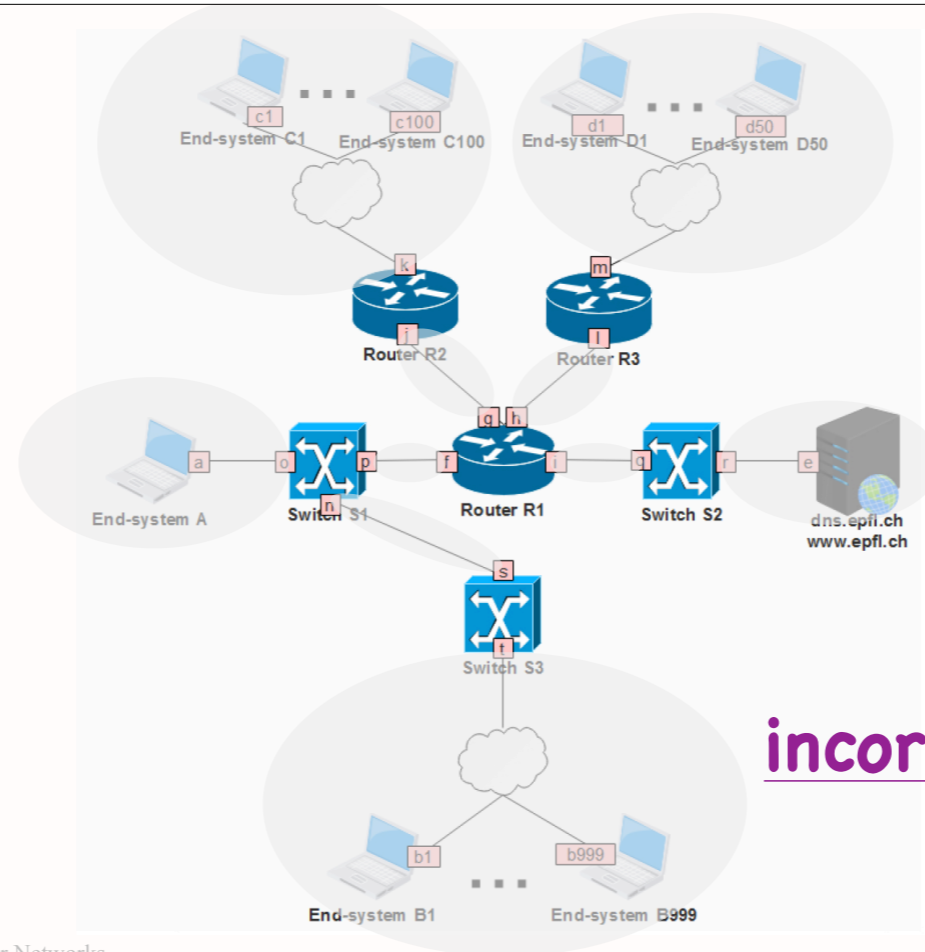 c1
c100
d1
d50
End-system C1
End-system C100
End-system D1
End-system D50
k
m
j
l
Router R2
Router R3
g
h
a
o
p
f
i
q
r
e
n
End-system A
Switch S1
Router R1
Switch S2
dns.epfl.ch
www.epfl.ch
s
t
Switch S3
incor
b1
b999
End-system B1
End-system B999
r Networks